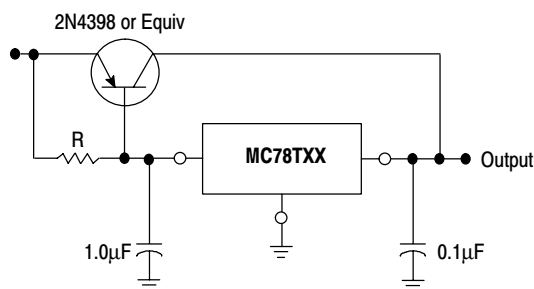 2N4398 or Equiv
R
MC78TXX
Output
1.0µF
0.1µF